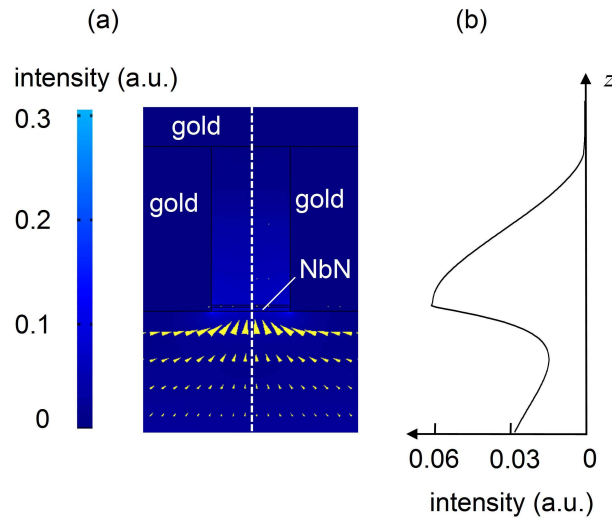 (a)
(b)
intensity (a.u.)
z
0.3
gold
gold
gold
0.2
NbN
0.1
0
0.06
0.03
0
intensity (a.u.)